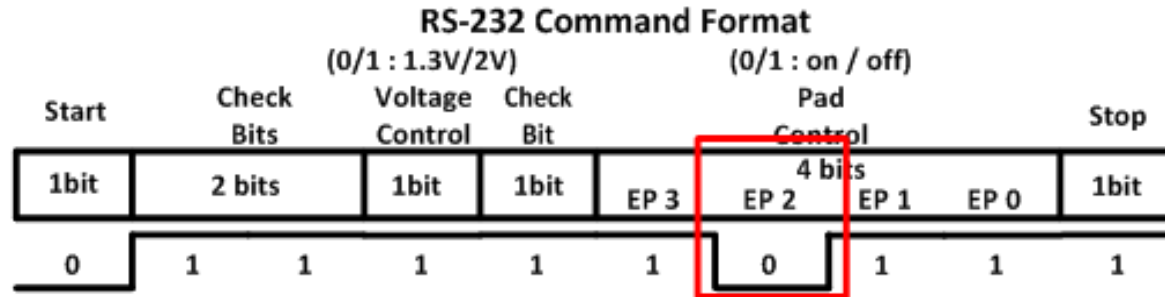 RS-232 Command Format
(0/1 : 1.3V/2V) (0/1 : on / off)
Start Check Bits Voltage Control Check Bit Pad Control Stop
1bit 2 bits 1bit 1bit 4 bits 1bit
EP 3 EP 2 EP 1 EP 0
0 1 1 1 1 1 0 1 1 1